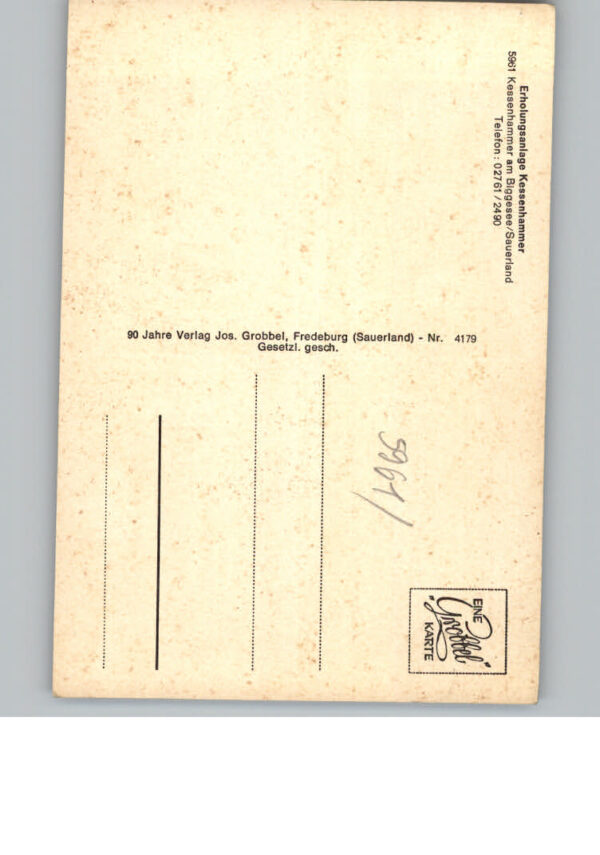 Erholungsanlage Kessenhammer
5961 Kessenhammer am Biggesee/Sauerland
Telefon: 02761/2490
90 Jahre Verlag Jos. Grobbel, Fredeburg (Sauerland) - Nr. 4179
Gesetzl. gesch.
5961/
EINE
"Grobbel"
KARTE